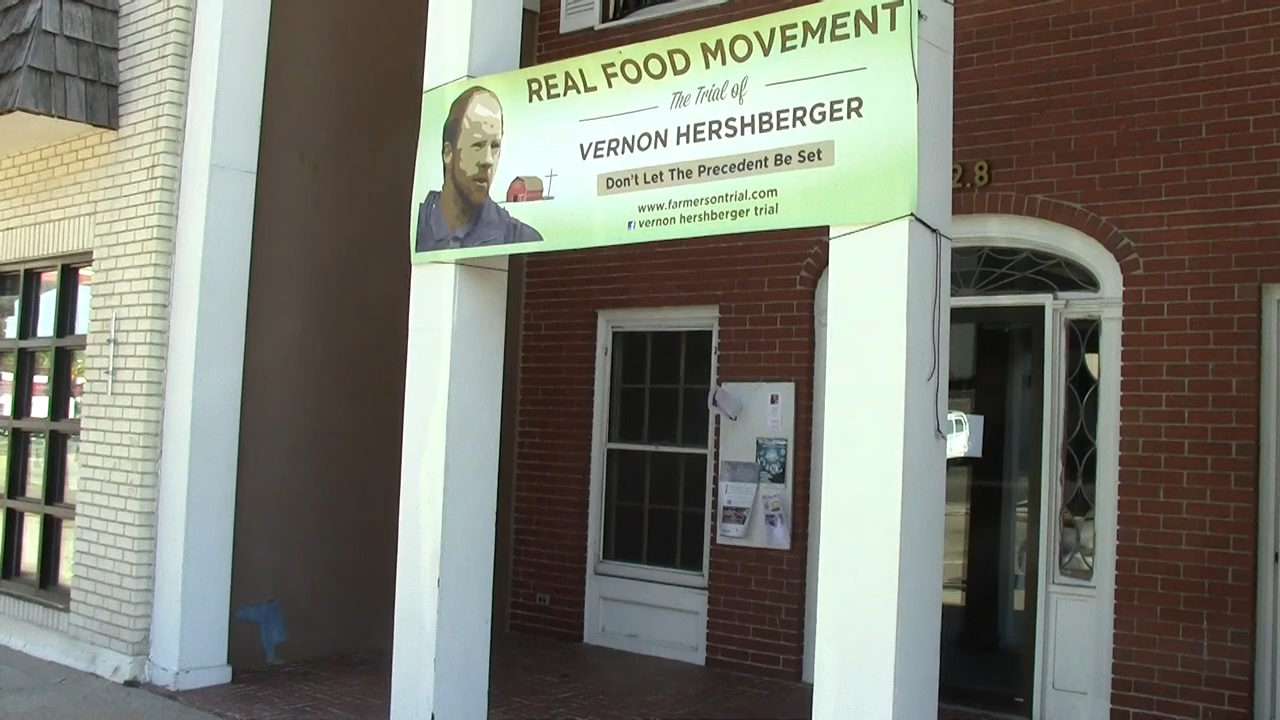 REAL FOOD MOVEMENT
The Trial of
VERNON HERSHBERGER
Don't Let The Precedent Be Set
www.farmersontrial.com
f vernon hershberger trial
28